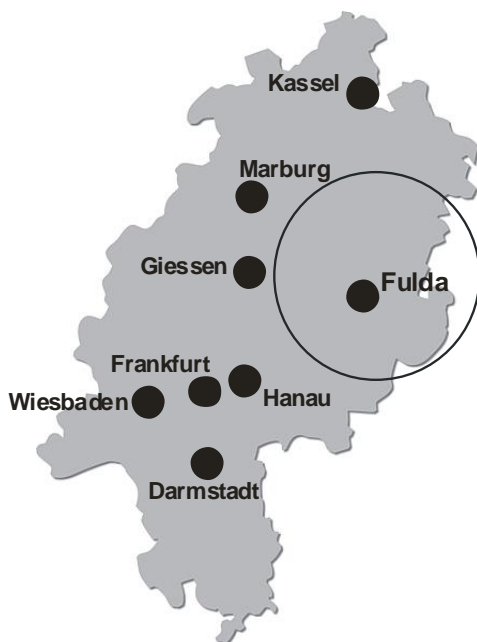 Kassel
Marburg
Giessen
Fulda
Frankfurt
Wiesbaden
Hanau
Darmstadt